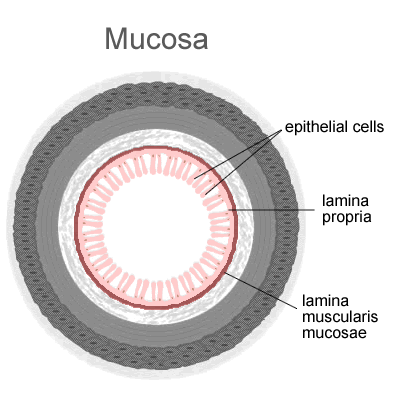 Mucosa
epithelial cells
lamina
propria
lamina
muscularis
mucosae